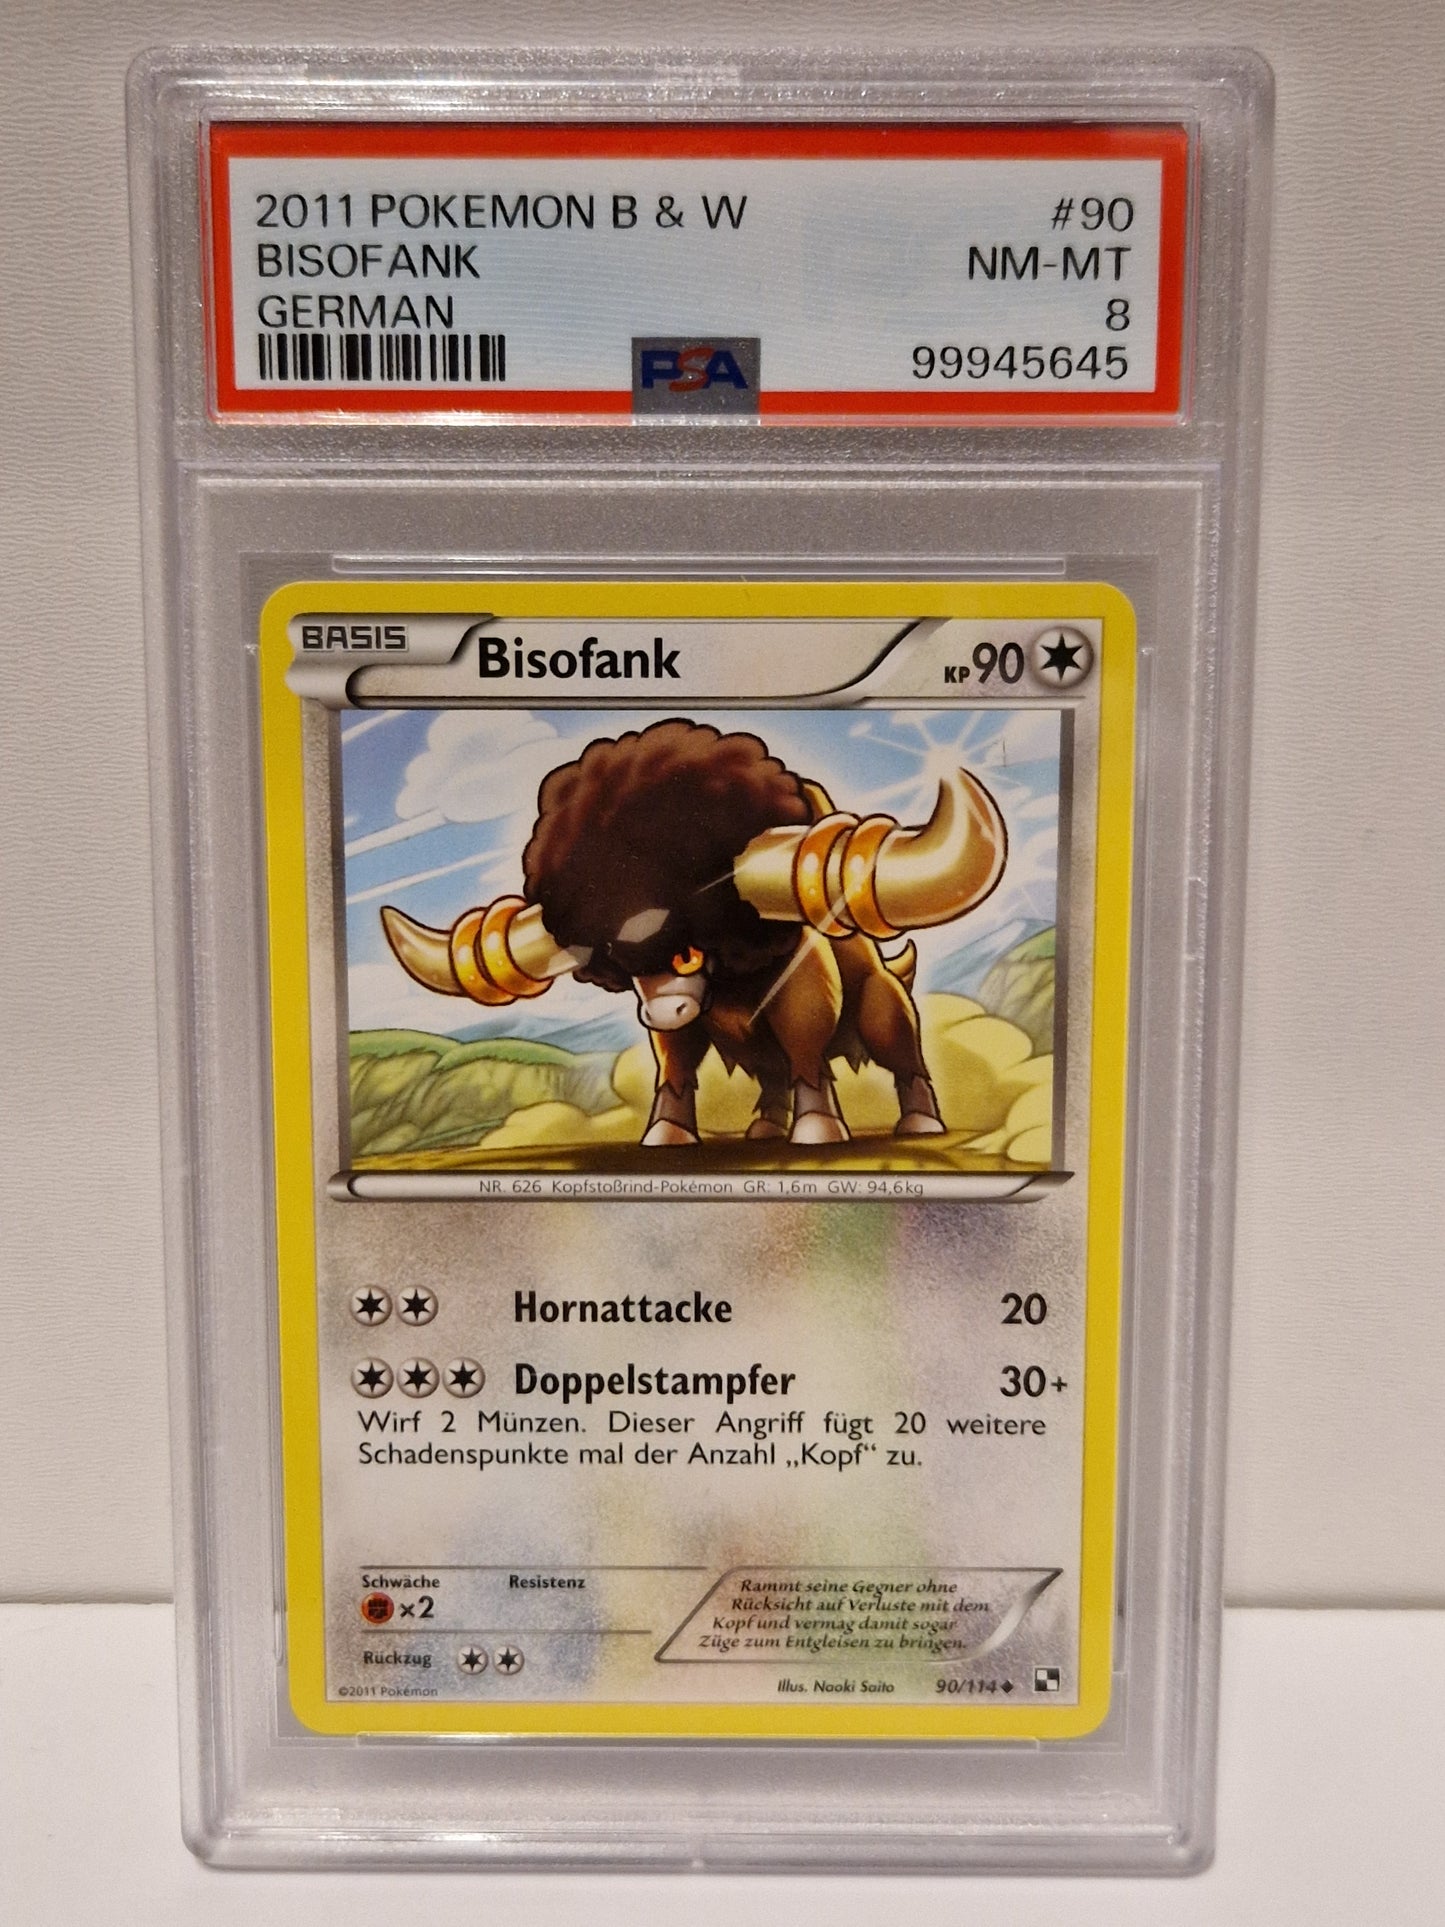 2011 POKEMON B & W #90
BISOFANK NM-MT
GERMAN 8
PSA 99945645
BASIS Bisofank KP90
NR. 626 Kopfstoßrind-Pokémon GR: 1,6m GW: 94,6kg
Hornattacke 20
Doppelstampfer 30+
Wirf 2 Münzen. Dieser Angriff fügt 20 weitere
Schadenspunkte mal der Anzahl „Kopf“ zu.
Schwäche Resistenz
×2
Rückzug
Rammt seine Gegner ohne
Rücksicht auf Verluste mit dem
Kopf und vermag damit sogar
Züge zum Entgleisen zu bringen.
©2011 Pokémon Illus. Naoki Saito 90/114